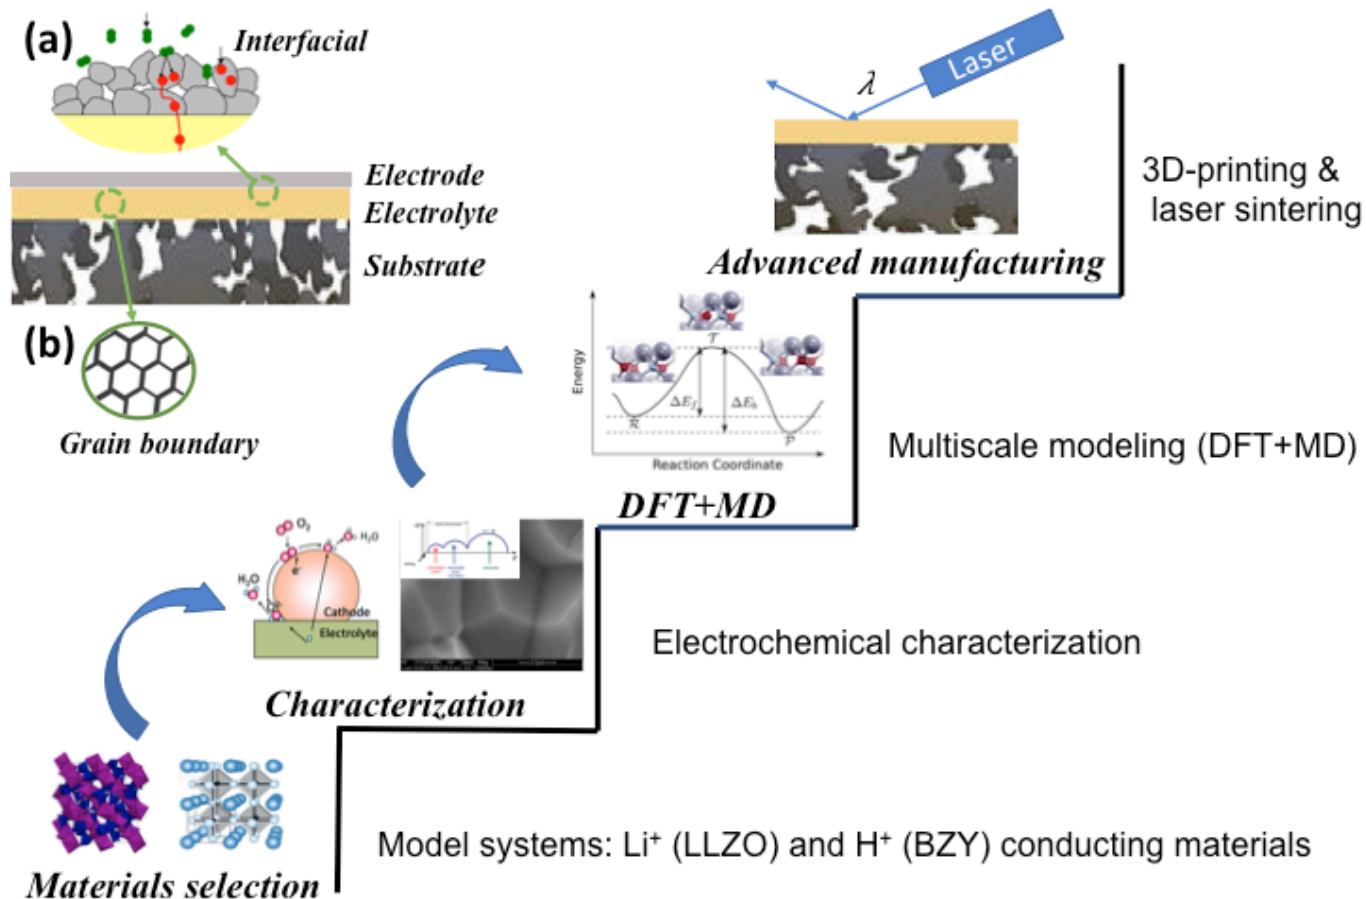 (a)
Interfacial
Electrode
Electrolyte
Substrate
(b)
Grain boundary
Laser
λ
3D-printing &
laser sintering
Advanced manufacturing
Energy
𝒯
ΔE_f
ΔE_b
ℛ
𝒫
Reaction Coordinate
Multiscale modeling (DFT+MD)
DFT+MD
O₂
H₂O
e⁻
H₂O
Cathode
Electrolyte
Electrochemical characterization
Characterization
Model systems: Li⁺ (LLZO) and H⁺ (BZY) conducting materials
Materials selection